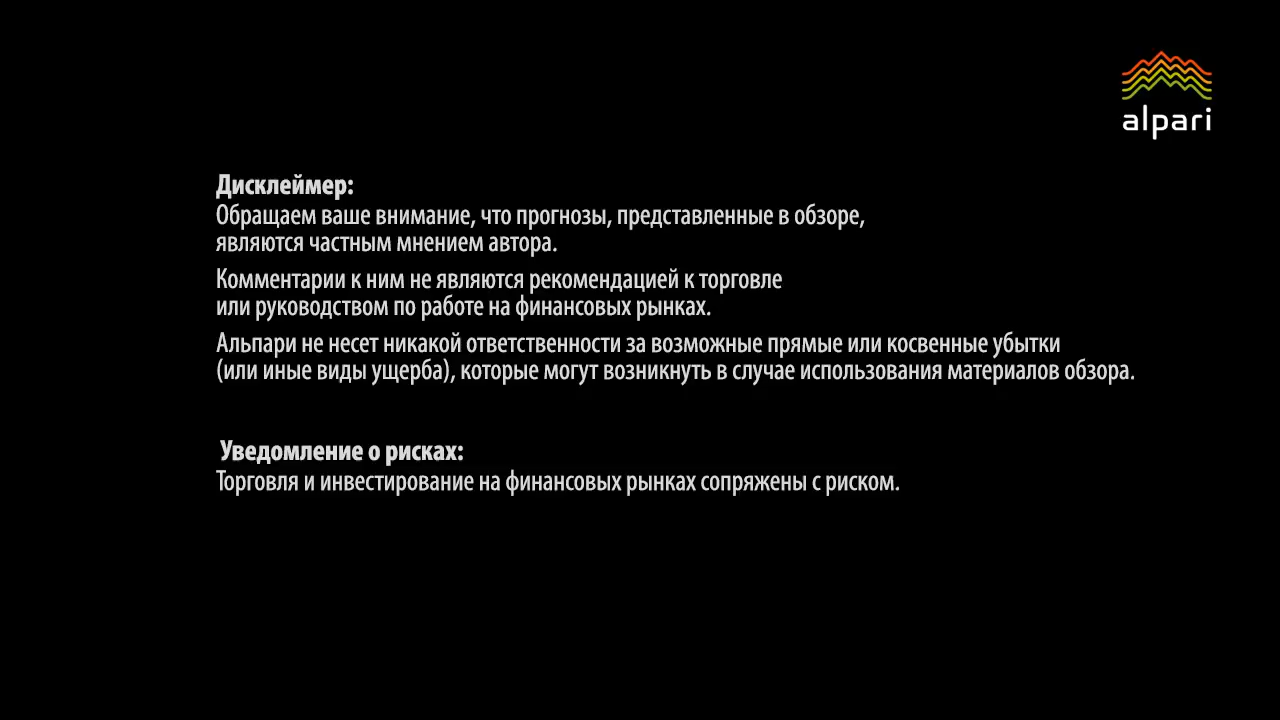 alpari
Дисклеймер:
Обращаем ваше внимание, что прогнозы, представленные в обзоре,
являются частным мнением автора.
Комментарии к ним не являются рекомендацией к торговле
или руководством по работе на финансовых рынках.
Альпари не несет никакой ответственности за возможные прямые или косвенные убытки
(или иные виды ущерба), которые могут возникнуть в случае использования материалов обзора.
Уведомление о рисках:
Торговля и инвестирование на финансовых рынках сопряжены с риском.